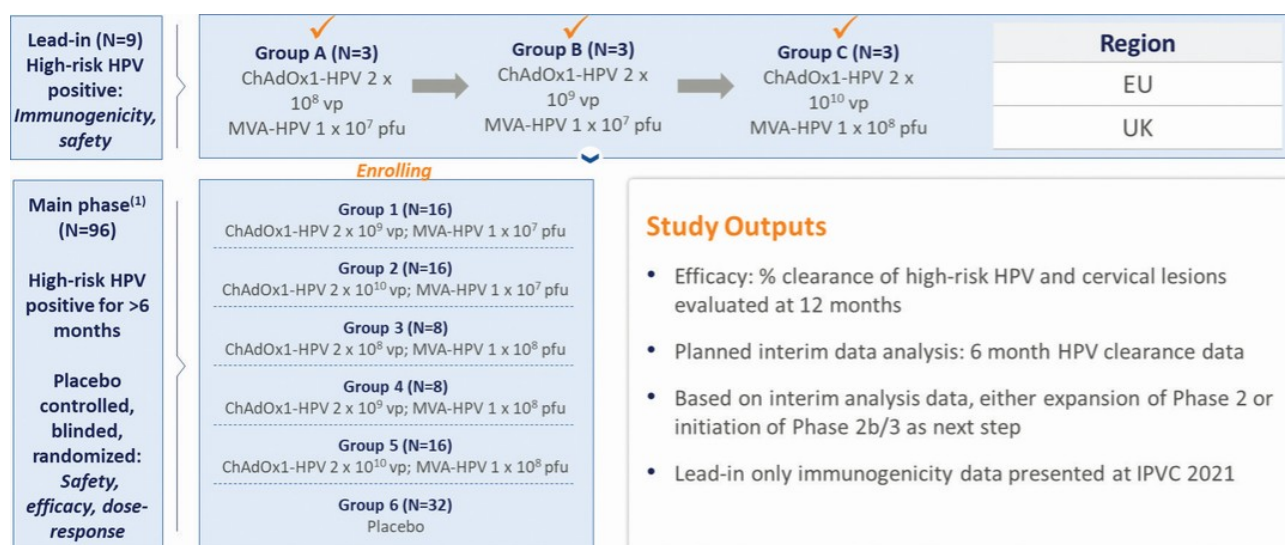 Lead-in (N=9)
High-risk HPV
positive:
Immunogenicity,
safety
Group A (N=3)
ChAdOx1-HPV 2 x
10⁸ vp
MVA-HPV 1 x 10⁷ pfu
Group B (N=3)
ChAdOx1-HPV 2 x
10⁹ vp
MVA-HPV 1 x 10⁷ pfu
Group C (N=3)
ChAdOx1-HPV 2 x
10¹⁰ vp
MVA-HPV 1 x 10⁸ pfu
Region
EU
UK
Main phase⁽¹⁾
(N=96)
High-risk HPV
positive for >6
months
Placebo
controlled,
blinded,
randomized:
Safety,
efficacy, dose-
response
Enrolling
Group 1 (N=16)
ChAdOx1-HPV 2 x 10⁹ vp; MVA-HPV 1 x 10⁷ pfu
Group 2 (N=16)
ChAdOx1-HPV 2 x 10¹⁰ vp; MVA-HPV 1 x 10⁷ pfu
Group 3 (N=8)
ChAdOx1-HPV 2 x 10⁸ vp; MVA-HPV 1 x 10⁸ pfu
Group 4 (N=8)
ChAdOx1-HPV 2 x 10⁹ vp; MVA-HPV 1 x 10⁸ pfu
Group 5 (N=16)
ChAdOx1-HPV 2 x 10¹⁰ vp; MVA-HPV 1 x 10⁸ pfu
Group 6 (N=32)
Placebo
Study Outputs
• Efficacy: % clearance of high-risk HPV and cervical lesions
evaluated at 12 months
• Planned interim data analysis: 6 month HPV clearance data
• Based on interim analysis data, either expansion of Phase 2 or
initiation of Phase 2b/3 as next step
• Lead-in only immunogenicity data presented at IPVC 2021